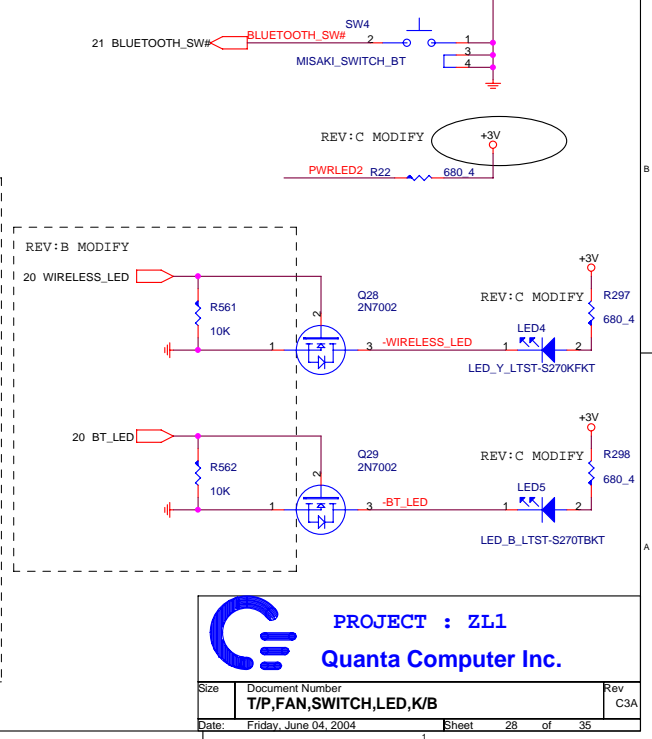 SW4
21 BLUETOOTH_SW#
BLUETOOTH_SW#
2
1
3
4
MISAKI_SWITCH_BT
REV:C MODIFY
+3V
PWRLED2
R22
680_4
B
REV:B MODIFY
20 WIRELESS_LED
R561
10K
Q28
2N7002
2
1
3
-WIRELESS_LED
REV:C MODIFY
+3V
R297
680_4
LED4
1
2
LED_Y_LTST-S270KFKT
20 BT_LED
R562
10K
Q29
2N7002
2
1
3
-BT_LED
REV:C MODIFY
+3V
R298
680_4
LED5
1
2
LED_B_LTST-S270TBKT
A
PROJECT : ZL1
Quanta Computer Inc.
Size
Document Number
Rev
T/P,FAN,SWITCH,LED,K/B
C3A
Date:
Friday, June 04, 2004
Sheet
28
of
35
1